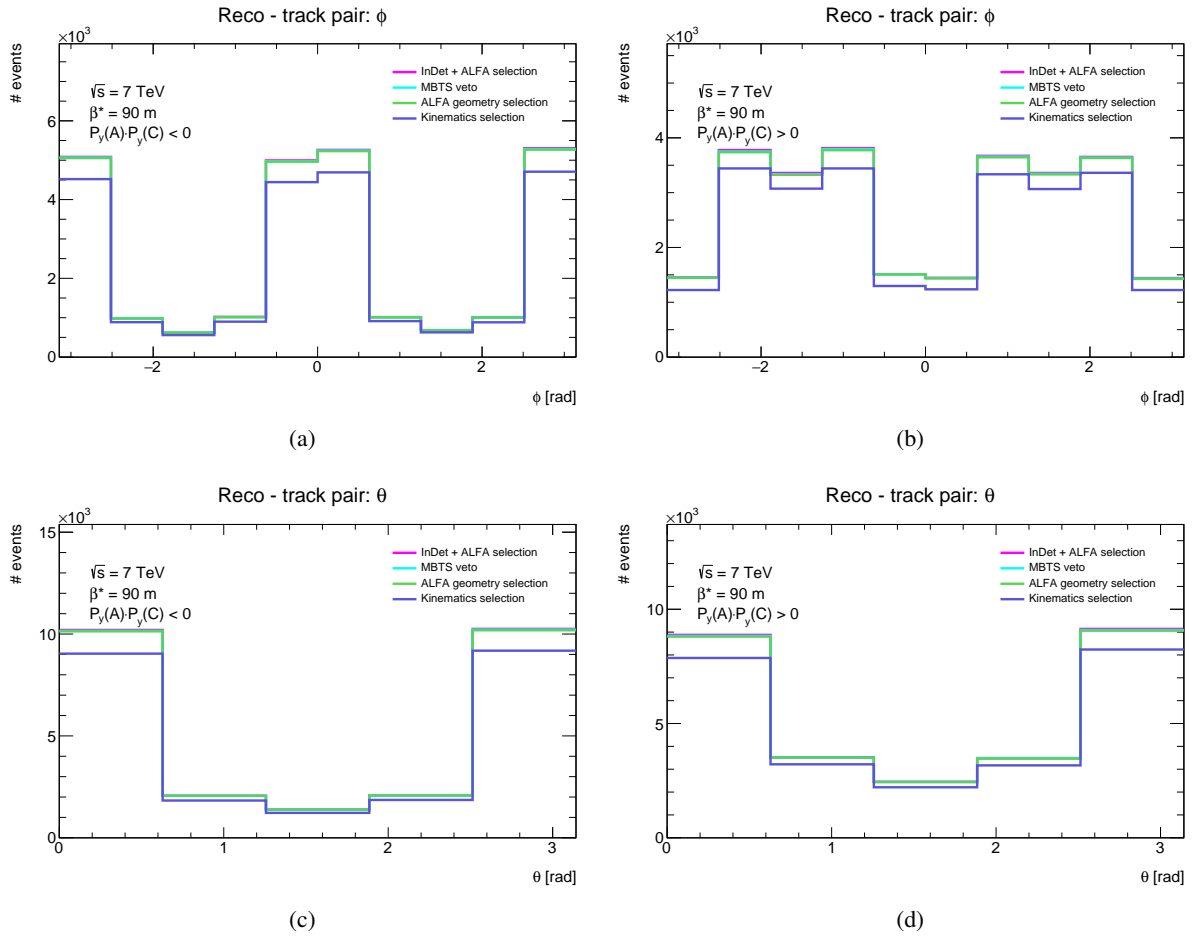 Reco - track pair: ϕ
×10³
# events
InDet + ALFA selection
MBTS veto
ALFA geometry selection
Kinematics selection
√s = 7 TeV
β* = 90 m
P_y(A)·P_y(C) < 0
6
4
2
0
−2 0 2
ϕ [rad]
(a)
Reco - track pair: ϕ
×10³
# events
InDet + ALFA selection
MBTS veto
ALFA geometry selection
Kinematics selection
√s = 7 TeV
β* = 90 m
P_y(A)·P_y(C) > 0
4
2
0
−2 0 2
ϕ [rad]
(b)
Reco - track pair: θ
×10³
# events
InDet + ALFA selection
MBTS veto
ALFA geometry selection
Kinematics selection
√s = 7 TeV
β* = 90 m
P_y(A)·P_y(C) < 0
15
10
5
0
0 1 2 3
θ [rad]
(c)
Reco - track pair: θ
×10³
# events
InDet + ALFA selection
MBTS veto
ALFA geometry selection
Kinematics selection
√s = 7 TeV
β* = 90 m
P_y(A)·P_y(C) > 0
10
5
0
0 1 2 3
θ [rad]
(d)